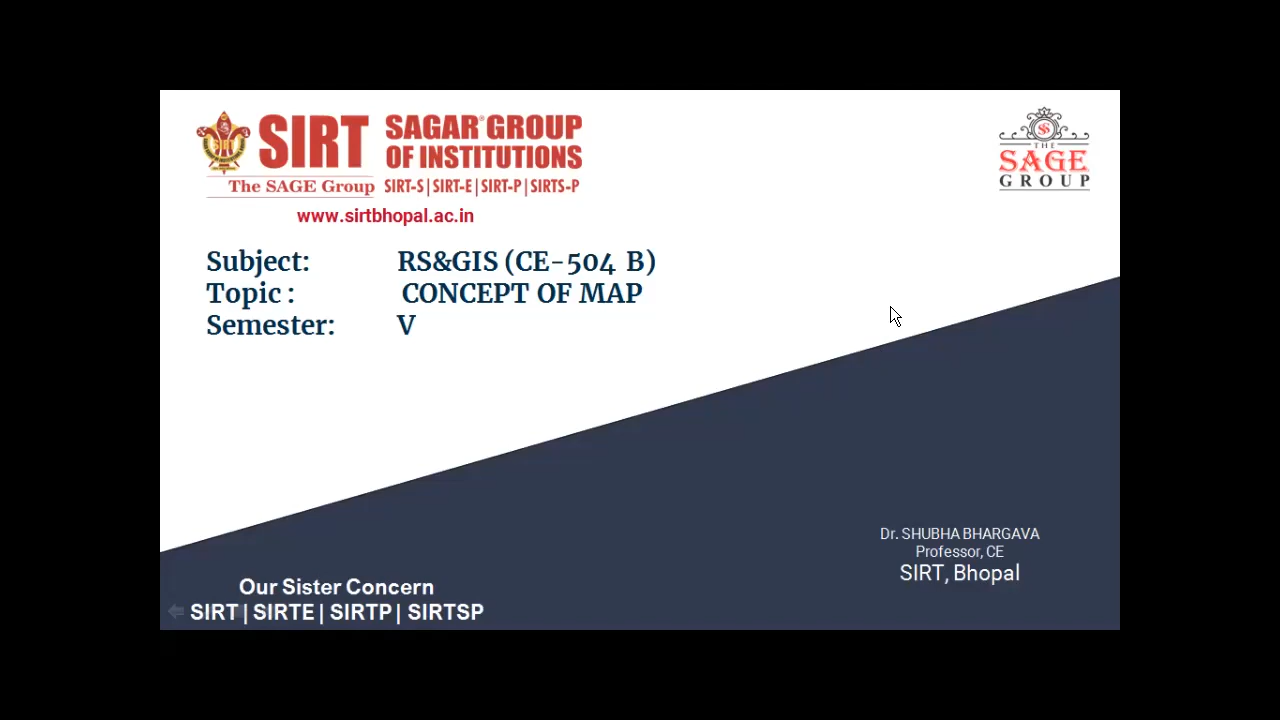 SIRT SAGAR® GROUP
OF INSTITUTIONS
The SAGE Group SIRT-S | SIRT-E | SIRT-P | SIRTS-P
www.sirtbhopal.ac.in
THE
SAGE
GROUP
Subject: RS&GIS (CE-504 B)
Topic : CONCEPT OF MAP
Semester: V
Dr. SHUBHA BHARGAVA
Professor, CE
SIRT, Bhopal
Our Sister Concern
SIRT | SIRTE | SIRTP | SIRTSP